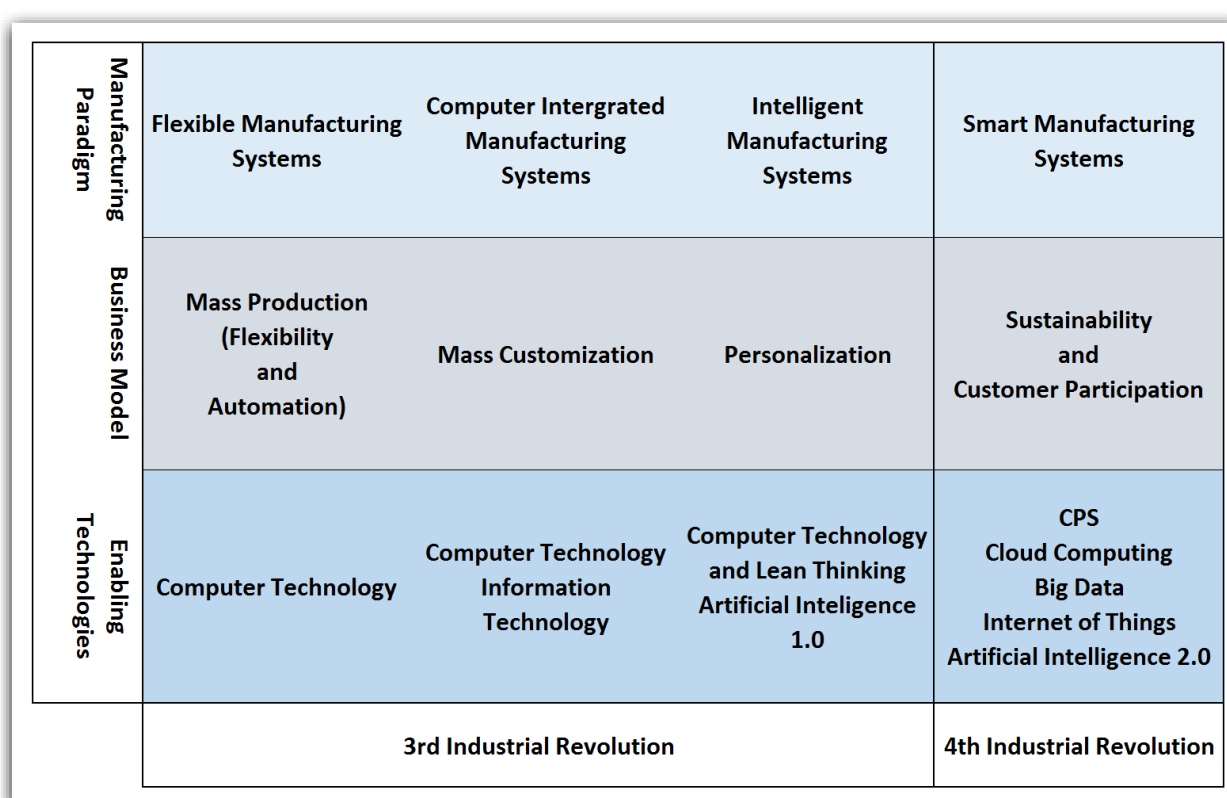 Manufacturing
Paradigm
Flexible Manufacturing
Systems
Computer Intergrated
Manufacturing
Systems
Intelligent
Manufacturing
Systems
Smart Manufacturing
Systems
Business Model
Mass Production
(Flexibility
and
Automation)
Mass Customization
Personalization
Sustainability
and
Customer Participation
Enabling
Technologies
Computer Technology
Computer Technology
Information
Technology
Computer Technology
and Lean Thinking
Artificial Inteligence
1.0
CPS
Cloud Computing
Big Data
Internet of Things
Artificial Intelligence 2.0
3rd Industrial Revolution
4th Industrial Revolution